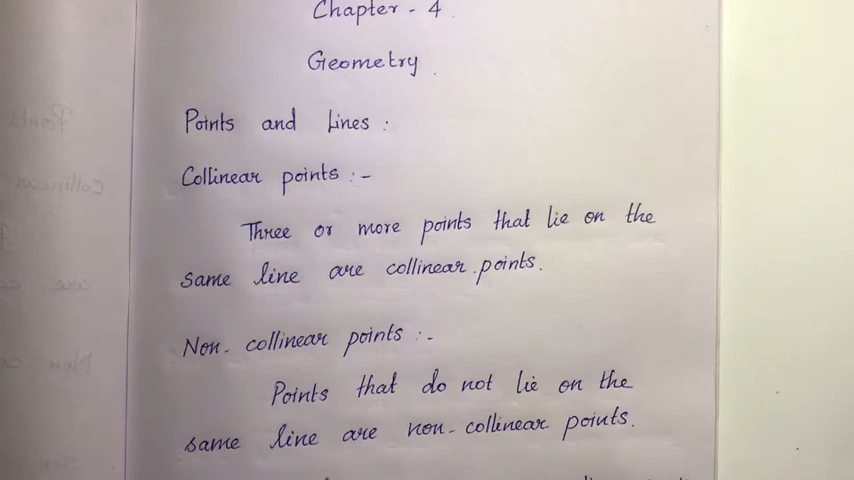 Chapter - 4.
Geometry.
Points and Lines :
Collinear points :-
Three or more points that lie on the
same line are collinear points.
Non- collinear points :-
Points that do not lie on the
same line are non-collinear points.